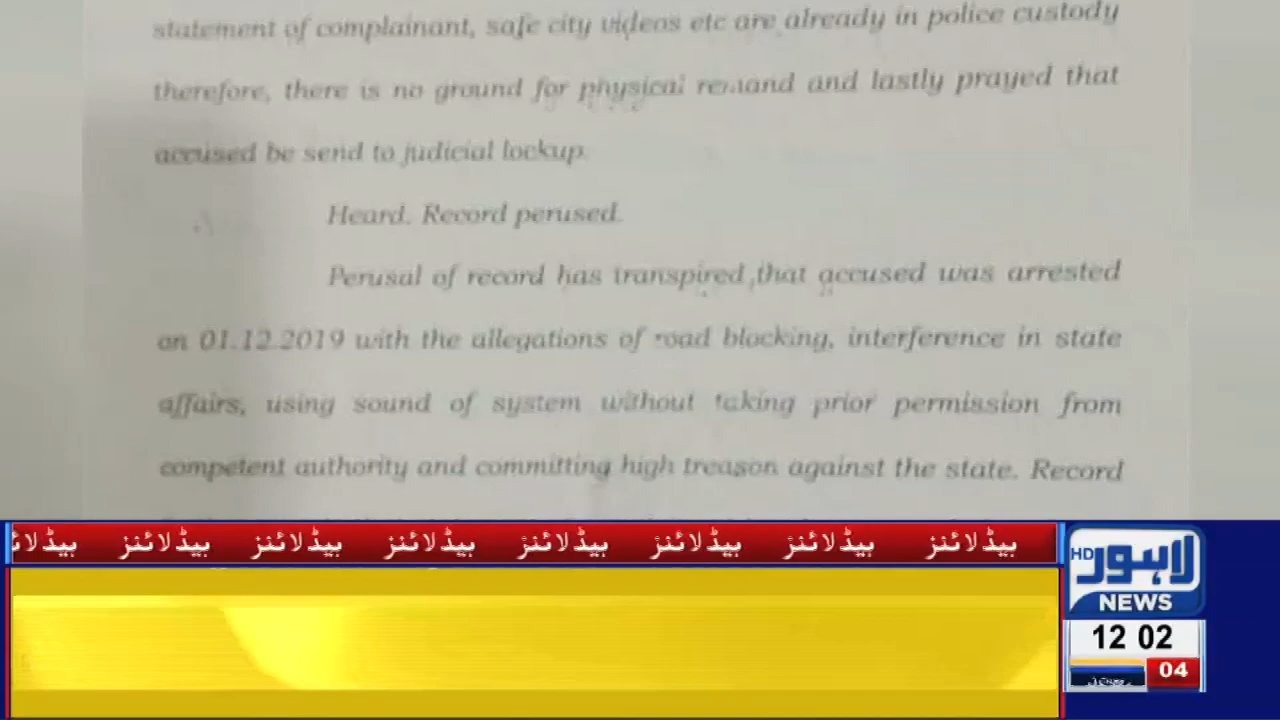 statement of complainant, safe city videos etc are already in police custody
therefore, there is no ground for physical remand and lastly prayed that
accused be send to judicial lockup.
Heard. Record perused.
Perusal of record has transpired that accused was arrested
on 01.12.2019 with the allegations of road blocking, interference in state
affairs, using sound of system without taking prior permission from
competent authority and committing high treason against the state. Record
ہیڈلائنز ہیڈلائنز ہیڈلائنز ہیڈلائنز ہیڈلائنز ہیڈلائنز ہیڈلائنز
HD لاہور
NEWS
12 02
04